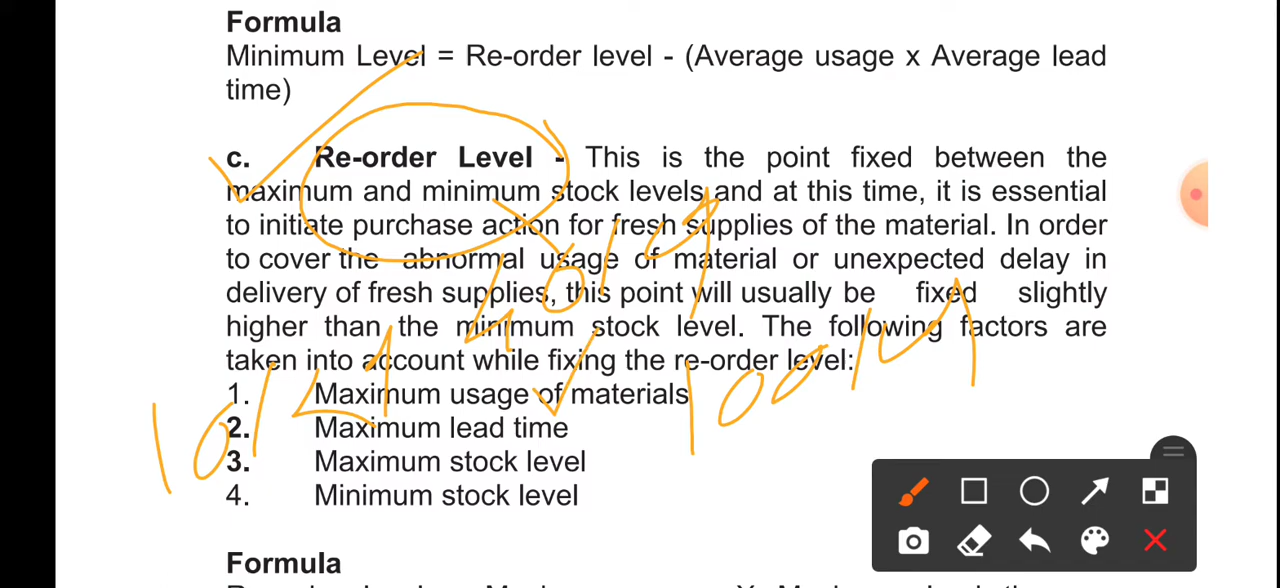 Formula
Minimum Level = Re-order level - (Average usage x Average lead
time)
c. Re-order Level - This is the point fixed between the
maximum and minimum stock levels and at this time, it is essential
to initiate purchase action for fresh supplies of the material. In order
to cover the abnormal usage of material or unexpected delay in
delivery of fresh supplies, this point will usually be fixed slightly
higher than the minimum stock level. The following factors are
taken into account while fixing the re-order level:
1. Maximum usage of materials
2. Maximum lead time
3. Maximum stock level
4. Minimum stock level
Formula